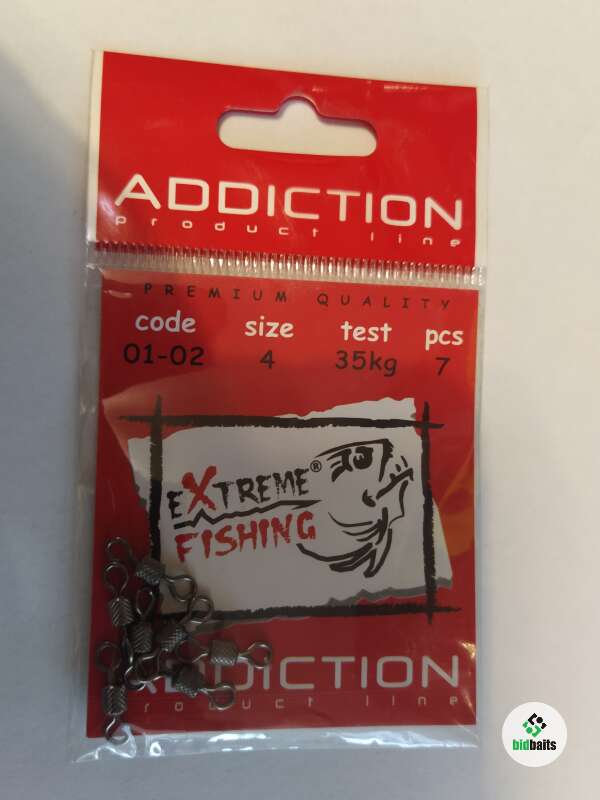 ADDICTION
product line
PREMIUM QUALITY
code size test pcs
01-02 4 35kg 7
eXTREME®
FISHING
ADDICTION
product line
bidbaits